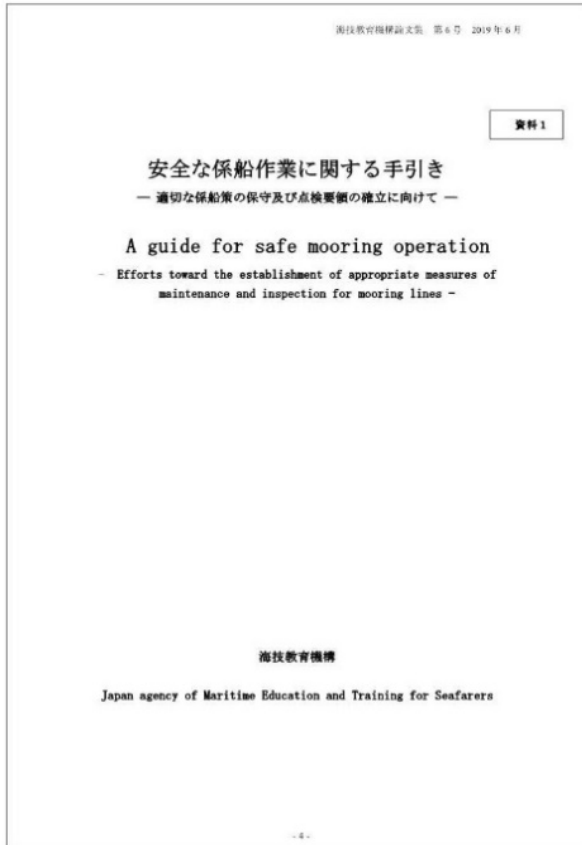 海技教育機構論文集 第6号 2019年6月
資料1
安全な係船作業に関する手引き
— 適切な係船索の保守及び点検要領の確立に向けて —
A guide for safe mooring operation
- Efforts toward the establishment of appropriate measures of
maintenance and inspection for mooring lines -
海技教育機構
Japan agency of Maritime Education and Training for Seafarers
- 4 -